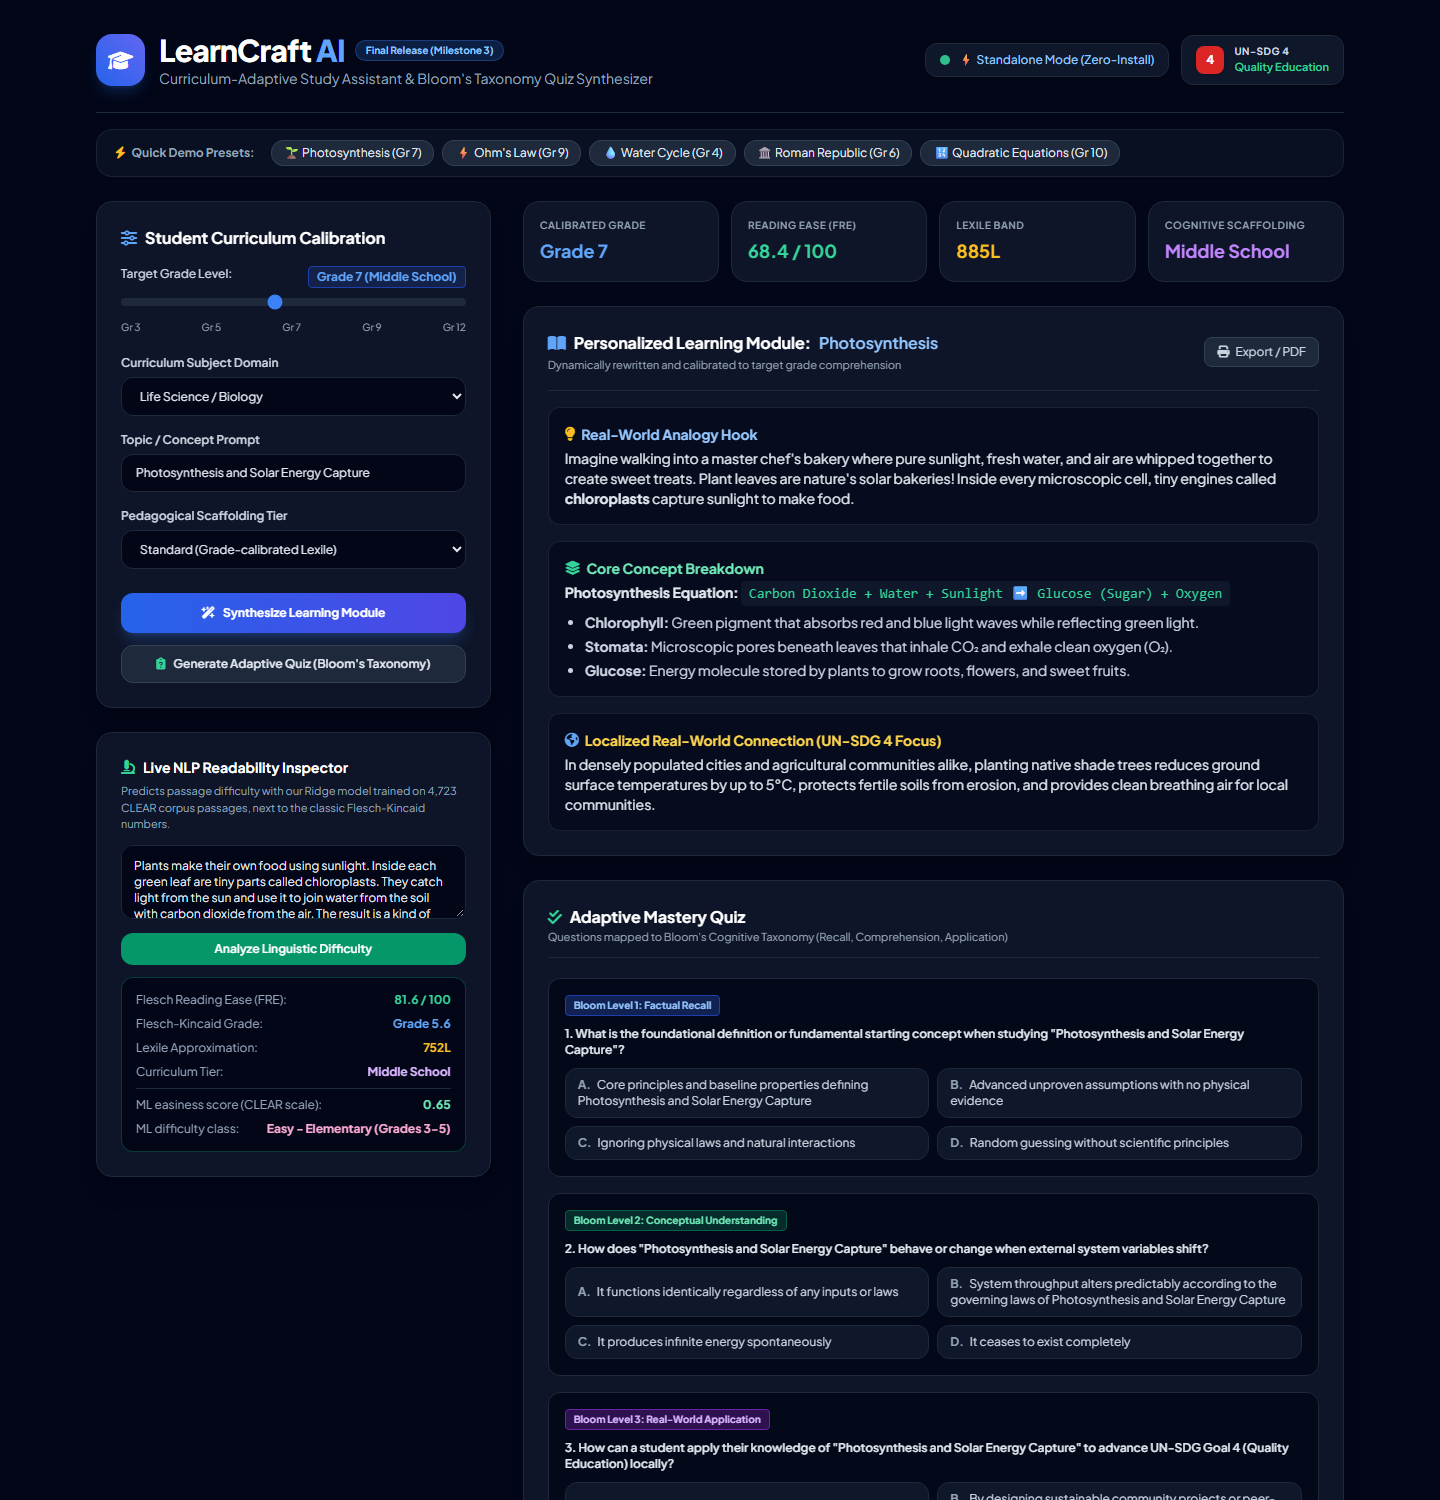 LearnCraft AI
Final Release (Milestone 3)
Curriculum-Adaptive Study Assistant & Bloom's Taxonomy Quiz Synthesizer
Standalone Mode (Zero-Install)
4
UN-SDG 4
Quality Education
Quick Demo Presets:
Photosynthesis (Gr 7)
Ohm's Law (Gr 9)
Water Cycle (Gr 4)
Roman Republic (Gr 6)
Quadratic Equations (Gr 10)
Student Curriculum Calibration
Target Grade Level:
Grade 7 (Middle School)
Gr 3
Gr 5
Gr 7
Gr 9
Gr 12
Curriculum Subject Domain
Life Science / Biology
Topic / Concept Prompt
Photosynthesis and Solar Energy Capture
Pedagogical Scaffolding Tier
Standard (Grade-calibrated Lexile)
Synthesize Learning Module
Generate Adaptive Quiz (Bloom's Taxonomy)
Live NLP Readability Inspector
Predicts passage difficulty with our Ridge model trained on 4,723
CLEAR corpus passages, next to the classic Flesch-Kincaid
numbers.
Plants make their own food using sunlight. Inside each
green leaf are tiny parts called chloroplasts. They catch
light from the sun and use it to join water from the soil
with carbon dioxide from the air. The result is a kind of
Analyze Linguistic Difficulty
Flesch Reading Ease (FRE):
81.6 / 100
Flesch-Kincaid Grade:
Grade 5.6
Lexile Approximation:
752L
Curriculum Tier:
Middle School
ML easiness score (CLEAR scale):
0.65
ML difficulty class:
Easy - Elementary (Grades 3-5)
CALIBRATED GRADE
Grade 7
READING EASE (FRE)
68.4 / 100
LEXILE BAND
885L
COGNITIVE SCAFFOLDING
Middle School
Personalized Learning Module: Photosynthesis
Dynamically rewritten and calibrated to target grade comprehension
Export / PDF
Real-World Analogy Hook
Imagine walking into a master chef's bakery where pure sunlight, fresh water, and air are whipped together to
create sweet treats. Plant leaves are nature's solar bakeries! Inside every microscopic cell, tiny engines called
chloroplasts capture sunlight to make food.
Core Concept Breakdown
Photosynthesis Equation: Carbon Dioxide + Water + Sunlight ➡️ Glucose (Sugar) + Oxygen
• Chlorophyll: Green pigment that absorbs red and blue light waves while reflecting green light.
• Stomata: Microscopic pores beneath leaves that inhale CO₂ and exhale clean oxygen (O₂).
• Glucose: Energy molecule stored by plants to grow roots, flowers, and sweet fruits.
Localized Real-World Connection (UN-SDG 4 Focus)
In densely populated cities and agricultural communities alike, planting native shade trees reduces ground
surface temperatures by up to 5°C, protects fertile soils from erosion, and provides clean breathing air for local
communities.
Adaptive Mastery Quiz
Questions mapped to Bloom's Cognitive Taxonomy (Recall, Comprehension, Application)
Bloom Level 1: Factual Recall
1. What is the foundational definition or fundamental starting concept when studying "Photosynthesis and Solar Energy
Capture"?
A. Core principles and baseline properties defining
Photosynthesis and Solar Energy Capture
B. Advanced unproven assumptions with no physical
evidence
C. Ignoring physical laws and natural interactions
D. Random guessing without scientific principles
Bloom Level 2: Conceptual Understanding
2. How does "Photosynthesis and Solar Energy Capture" behave or change when external system variables shift?
A. It functions identically regardless of any inputs or laws
B. System throughput alters predictably according to the
governing laws of Photosynthesis and Solar Energy Capture
C. It produces infinite energy spontaneously
D. It ceases to exist completely
Bloom Level 3: Real-World Application
3. How can a student apply their knowledge of "Photosynthesis and Solar Energy Capture" to advance UN-SDG Goal 4 (Quality
Education) locally?
B. By designing sustainable community projects or peer-